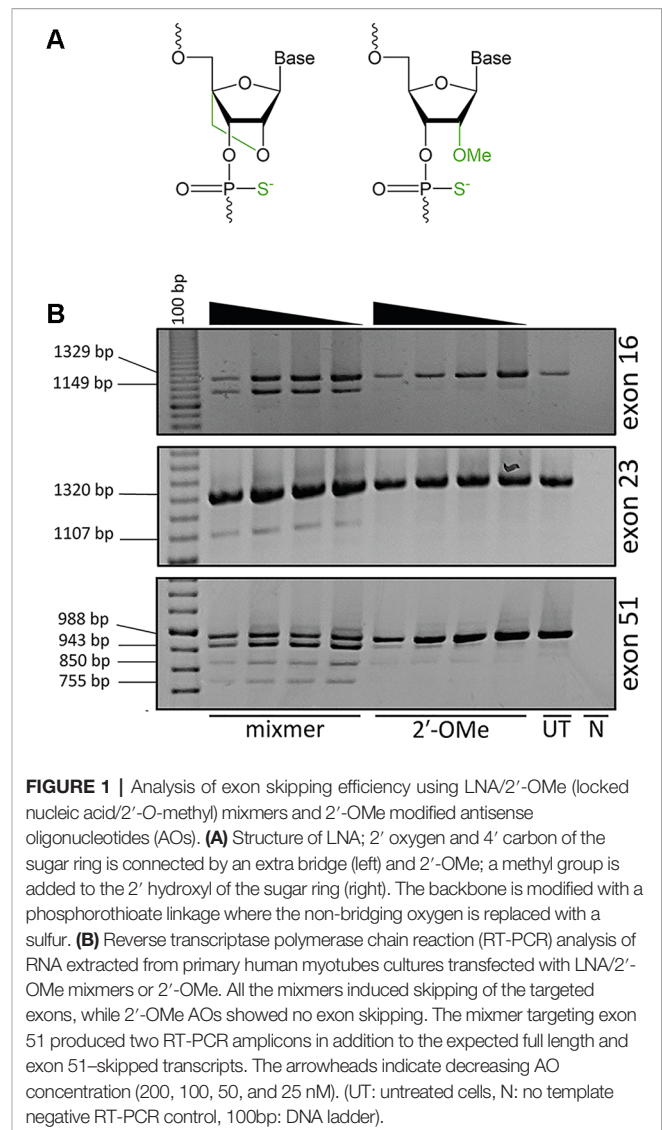 A
O
O
Base
O
O
O=P-S-
O
O
Base
O
OMe
O=P-S-
B
100 bp
1329 bp
1149 bp
exon 16
1320 bp
1107 bp
exon 23
988 bp
943 bp
850 bp
755 bp
exon 51
mixmer 2′-OMe UT N
FIGURE 1 | Analysis of exon skipping efficiency using LNA/2′-OMe (locked
nucleic acid/2′-O-methyl) mixmers and 2′-OMe modified antisense
oligonucleotides (AOs). (A) Structure of LNA; 2′ oxygen and 4′ carbon of the
sugar ring is connected by an extra bridge (left) and 2′-OMe; a methyl group is
added to the 2′ hydroxyl of the sugar ring (right). The backbone is modified with a
phosphorothioate linkage where the non-bridging oxygen is replaced with a
sulfur. (B) Reverse transcriptase polymerase chain reaction (RT-PCR) analysis of
RNA extracted from primary human myotubes cultures transfected with LNA/2′-
OMe mixmers or 2′-OMe. All the mixmers induced skipping of the targeted
exons, while 2′-OMe AOs showed no exon skipping. The mixmer targeting exon
51 produced two RT-PCR amplicons in addition to the expected full length and
exon 51–skipped transcripts. The arrowheads indicate decreasing AO
concentration (200, 100, 50, and 25 nM). (UT: untreated cells, N: no template
negative RT-PCR control, 100bp: DNA ladder).